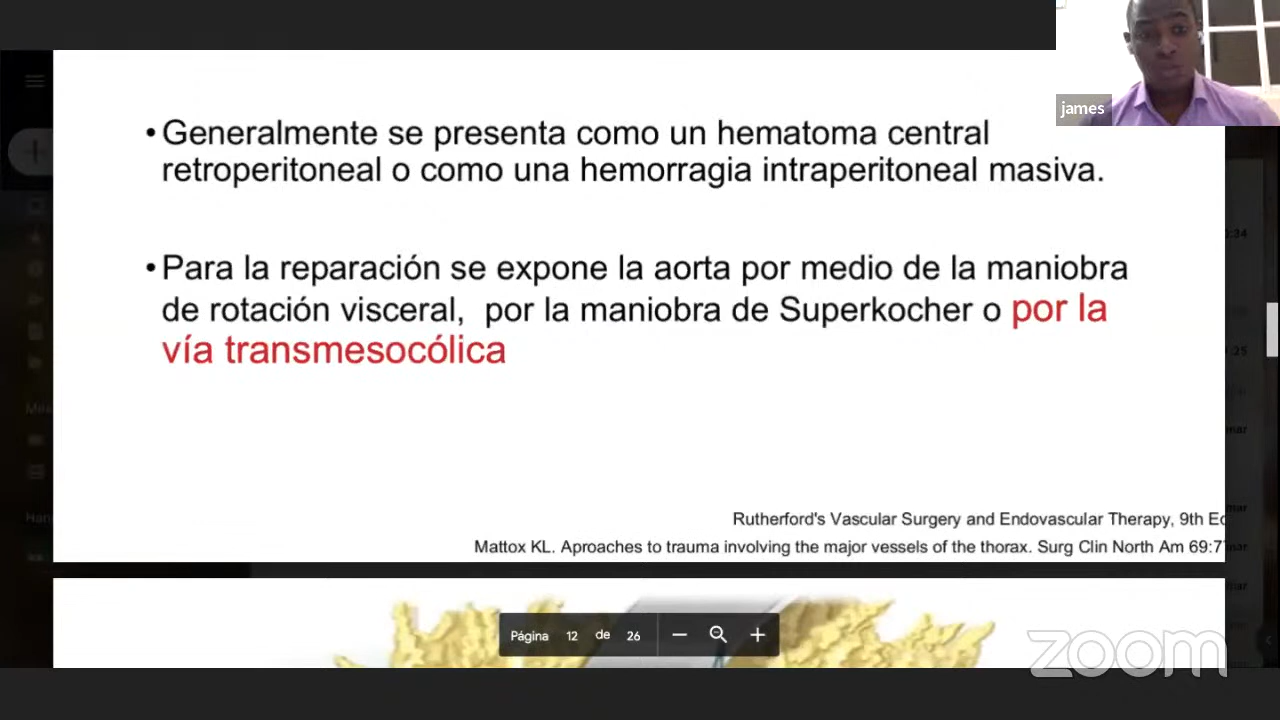 james
•Generalmente se presenta como un hematoma central
retroperitoneal o como una hemorragia intraperitoneal masiva.
•Para la reparación se expone la aorta por medio de la maniobra
de rotación visceral, por la maniobra de Superkocher o por la
vía transmesocólica
Rutherford's Vascular Surgery and Endovascular Therapy, 9th
Mattox KL. Aproaches to trauma involving the major vessels of the thorax. Surg Clin North Am
Página 12 de 26
zoom